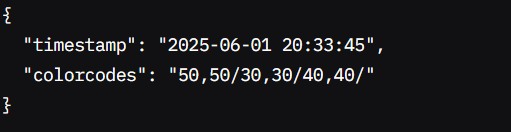 {
"timestamp": "2025-06-01 20:33:45",
"colorcodes": "50,50/30,30/40,40/"
}